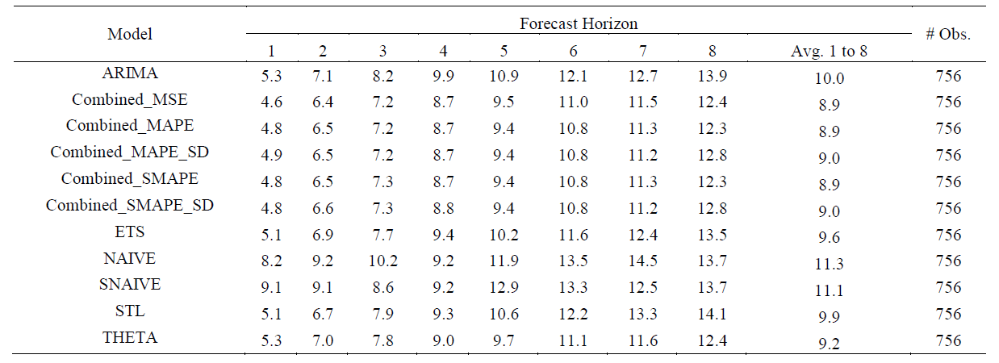 Model Forecast Horizon # Obs.
1 2 3 4 5 6 7 8 Avg. 1 to 8
ARIMA 5.3 7.1 8.2 9.9 10.9 12.1 12.7 13.9 10.0 756
Combined_MSE 4.6 6.4 7.2 8.7 9.5 11.0 11.5 12.4 8.9 756
Combined_MAPE 4.8 6.5 7.2 8.7 9.4 10.8 11.3 12.3 8.9 756
Combined_MAPE_SD 4.9 6.5 7.2 8.7 9.4 10.8 11.2 12.8 9.0 756
Combined_SMAPE 4.8 6.5 7.3 8.7 9.4 10.8 11.3 12.3 8.9 756
Combined_SMAPE_SD 4.8 6.6 7.3 8.8 9.4 10.8 11.2 12.8 9.0 756
ETS 5.1 6.9 7.7 9.4 10.2 11.6 12.4 13.5 9.6 756
NAIVE 8.2 9.2 10.2 9.2 11.9 13.5 14.5 13.7 11.3 756
SNAIVE 9.1 9.1 8.6 9.2 12.9 13.3 12.5 13.7 11.1 756
STL 5.1 6.7 7.9 9.3 10.6 12.2 13.3 14.1 9.9 756
THETA 5.3 7.0 7.8 9.0 9.7 11.1 11.6 12.4 9.2 756